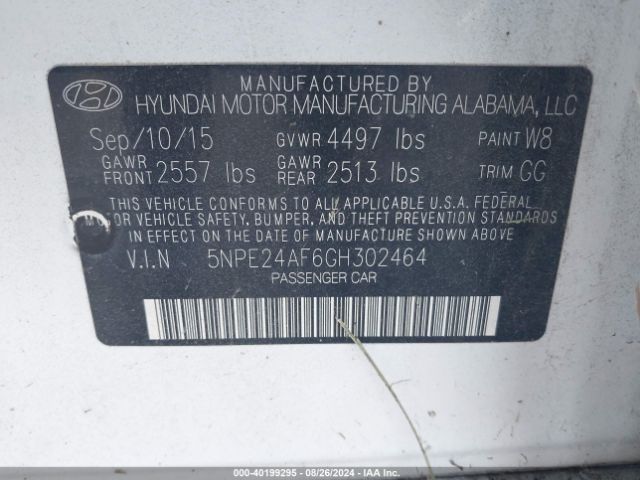 MANUFACTURED BY
HYUNDAI MOTOR MANUFACTURING ALABAMA, LLC
Sep/10/15 GVWR 4497 lbs PAINT W8
GAWR FRONT 2557 lbs GAWR REAR 2513 lbs TRIM GG
THIS VEHICLE CONFORMS TO ALL APPLICABLE U.S.A. FEDERAL
MOTOR VEHICLE SAFETY, BUMPER, AND THEFT PREVENTION STANDARDS
IN EFFECT ON THE DATE OF MANUFACTURE SHOWN ABOVE
V.I.N 5NPE24AF6GH302464
PASSENGER CAR
000-40199295 - 08/26/2024 - IAA, Inc.